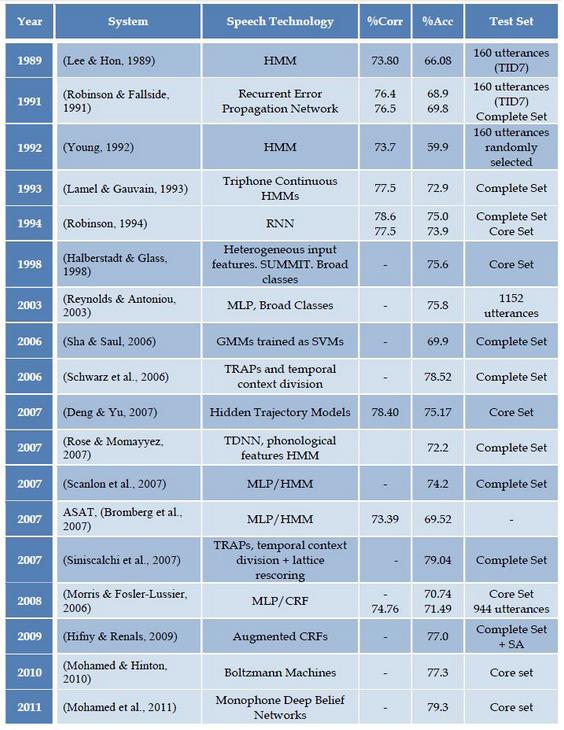 Year System Speech Technology %Corr %Acc Test Set
1989 (Lee & Hon, 1989) HMM 73.80 66.08 160 utterances
(TID7)
1991 (Robinson & Fallside,
1991) Recurrent Error
Propagation Network 76.4
76.5 68.9
69.8 160 utterances
(TID7)
Complete Set
1992 (Young, 1992) HMM 73.7 59.9 160 utterances
randomly
selected
1993 (Lamel & Gauvain, 1993) Triphone Continuous
HMMs 77.5 72.9 Complete Set
1994 (Robinson, 1994) RNN 78.6
77.5 75.0
73.9 Complete Set
Core Set
1998 (Halberstadt & Glass,
1998) Heterogeneous input
features. SUMMIT. Broad
classes - 75.6 Core Set
2003 (Reynolds & Antoniou,
2003) MLP, Broad Classes - 75.8 1152
utterances
2006 (Sha & Saul, 2006) GMMs trained as SVMs - 69.9 Complete Set
2006 (Schwarz et al., 2006) TRAPs and temporal
context division - 78.52 Complete Set
2007 (Deng & Yu, 2007) Hidden Trajectory Models 78.40 75.17 Core Set
2007 (Rose & Momayyez,
2007) TDNN, phonological
features HMM 72.2 Complete Set
2007 (Scanlon et al., 2007) MLP/HMM - 74.2 Complete Set
2007 ASAT, (Bromberg et al.,
2007) MLP/HMM 73.39 69.52 -
2007 (Siniscalchi et al., 2007) TRAPs, temporal context
division + lattice
rescoring - 79.04 Complete Set
2008 (Morris & Fosler-Lussier,
2006) MLP/CRF -
74.76 70.74
71.49 Core Set
944 utterances
2009 (Hifny & Renals, 2009) Augmented CRFs - 77.0 Complete Set
+ SA
2010 (Mohamed & Hinton,
2010) Boltzmann Machines - 77.3 Core set
2011 (Mohamed et al., 2011) Monophone Deep Belief
Networks - 79.3 Core set